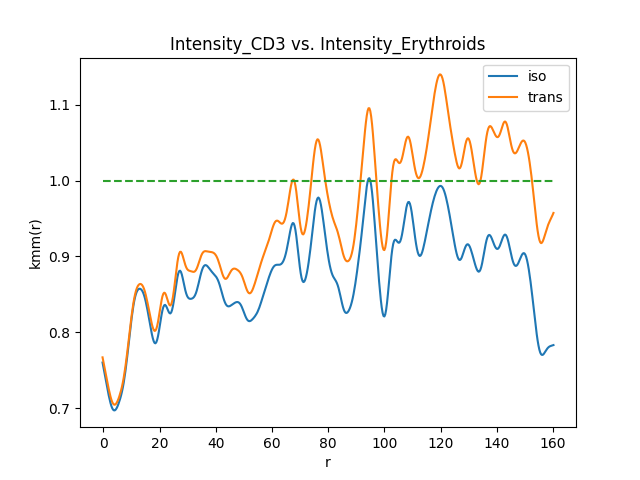 Intensity_CD3 vs. Intensity_Erythroids
iso
trans
kmm(r)
1.1
1.0
0.9
0.8
0.7
0 20 40 60 80 100 120 140 160
r